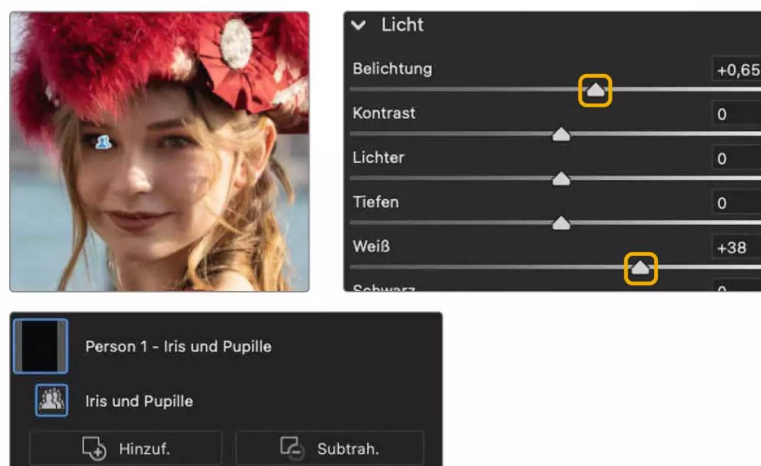 Licht
Belichtung +0,65
Kontrast 0
Lichter 0
Tiefen 0
Weiß +38
Schwarz 0
Person 1 - Iris und Pupille
Iris und Pupille
Hinzuf. Subtrah.